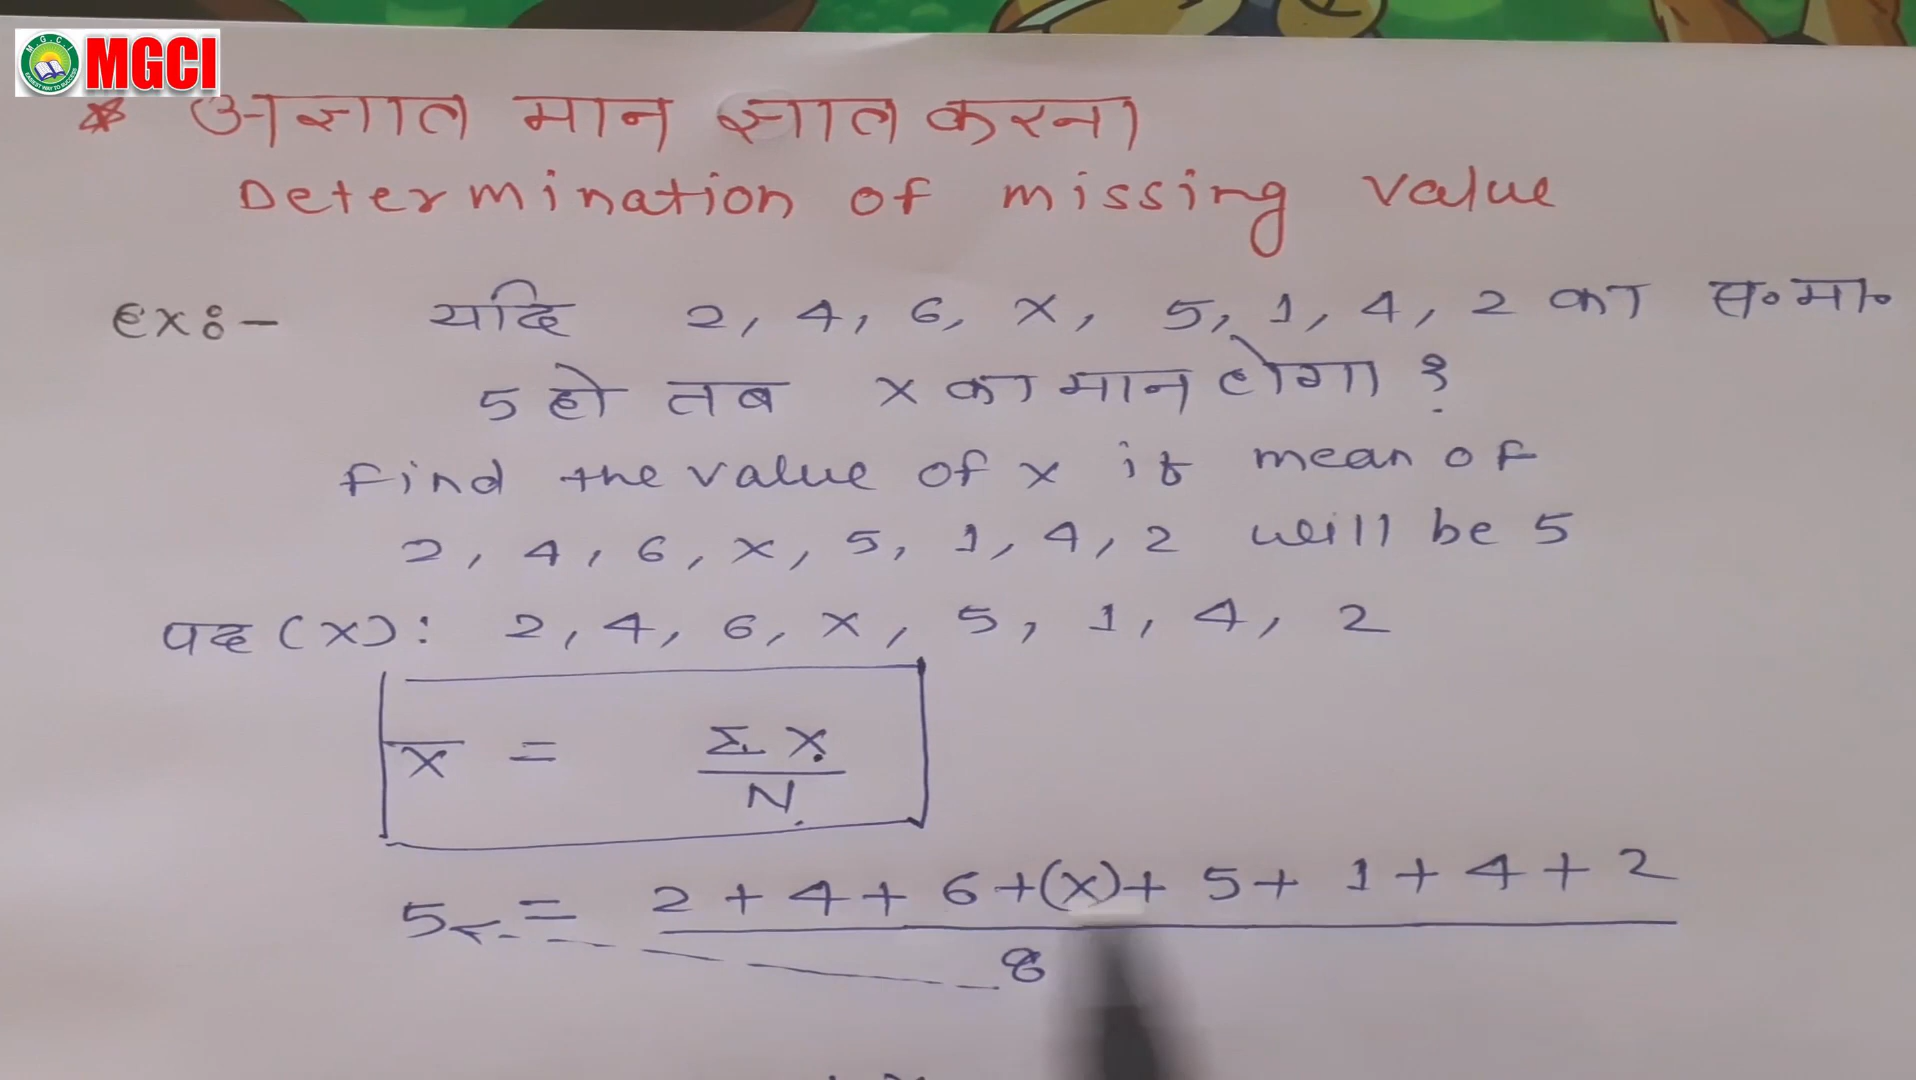 MGCI
* अज्ञात मान ज्ञात करना
Determination of missing value
ex:- यदि 2, 4, 6, x, 5, 1, 4, 2 का स०मा०
5 हो तब x का मान होगा ?
Find the value of x if mean of
2, 4, 6, x, 5, 1, 4, 2 will be 5
पद (x): 2, 4, 6, x, 5, 1, 4, 2
x̅ = Σx / N
5 = 2 + 4 + 6 + (x) + 5 + 1 + 4 + 2
8